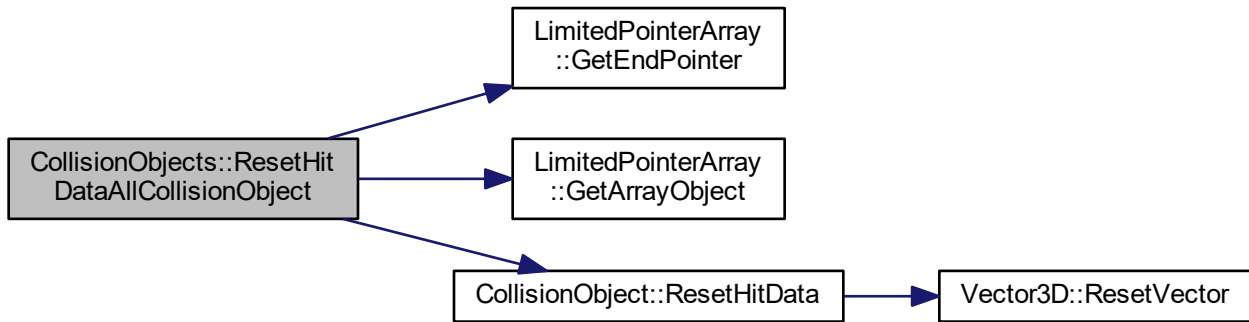 LimitedPointerArray
::GetEndPointer
CollisionObjects::ResetHit
DataAllCollisionObject
LimitedPointerArray
::GetArrayObject
CollisionObject::ResetHitData
Vector3D::ResetVector